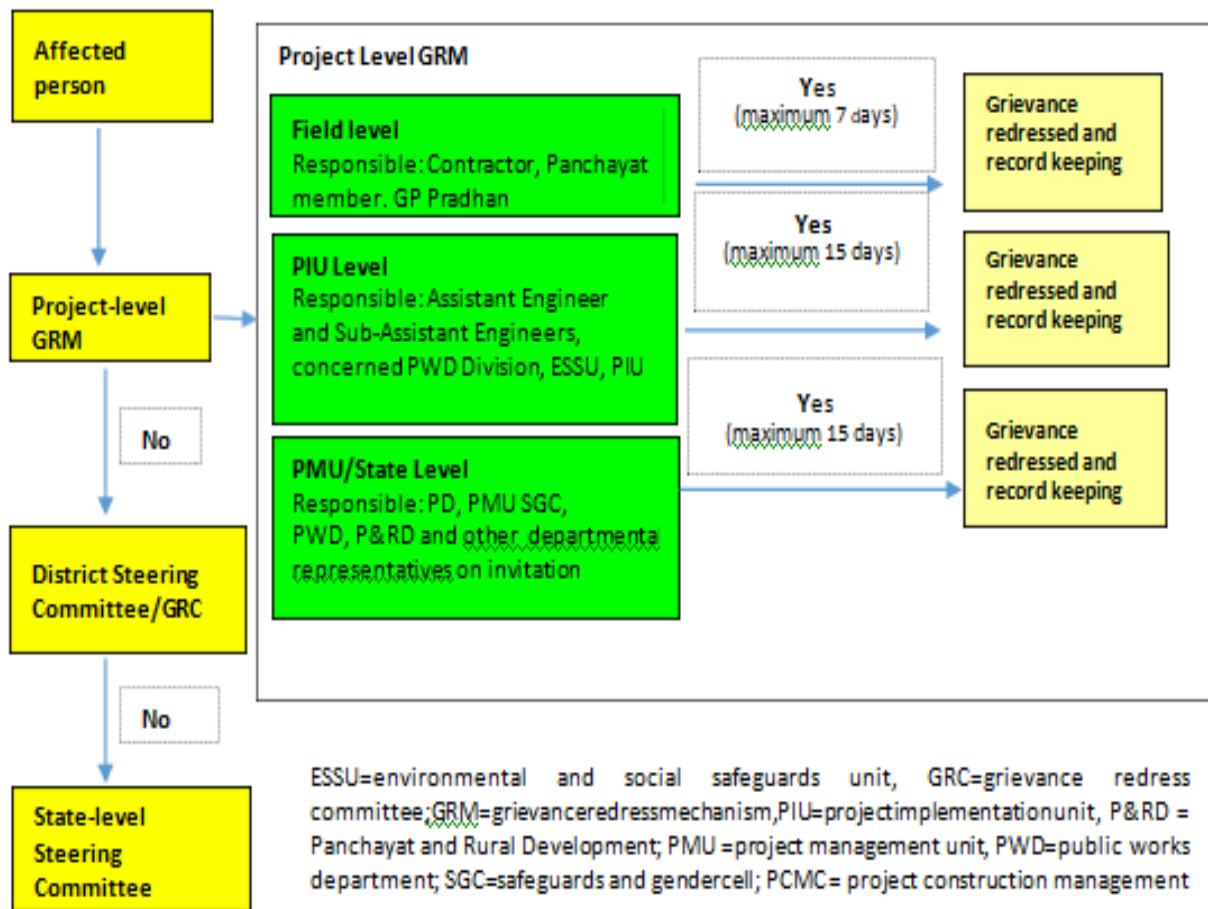 Affected
person
Project-level
GRM
No
District Steering
Committee/GRC
No
State-level
Steering
Committee
Project Level GRM
Field level
Responsible: Contractor, Panchayat
member. GP Pradhan
Yes
(maximum 7 days)
Grievance
redressed and
record keeping
PIU Level
Responsible: Assistant Engineer
and Sub-Assistant Engineers,
concerned PWD Division, ESSU, PIU
Yes
(maximum 15 days)
Grievance
redressed and
record keeping
PMU/State Level
Responsible: PD, PMU SGC,
PWD, P&RD and other departmenta
representatives on invitation
Yes
(maximum 15 days)
Grievance
redressed and
record keeping
ESSU=environmental and social safeguards unit, GRC=grievance redress
committee;GRM=grievanceredressmechanism,PIU=projectimplementationunit, P&RD =
Panchayat and Rural Development; PMU =project management unit, PWD=public works
department; SGC=safeguards and gendercell; PCMC= project construction management